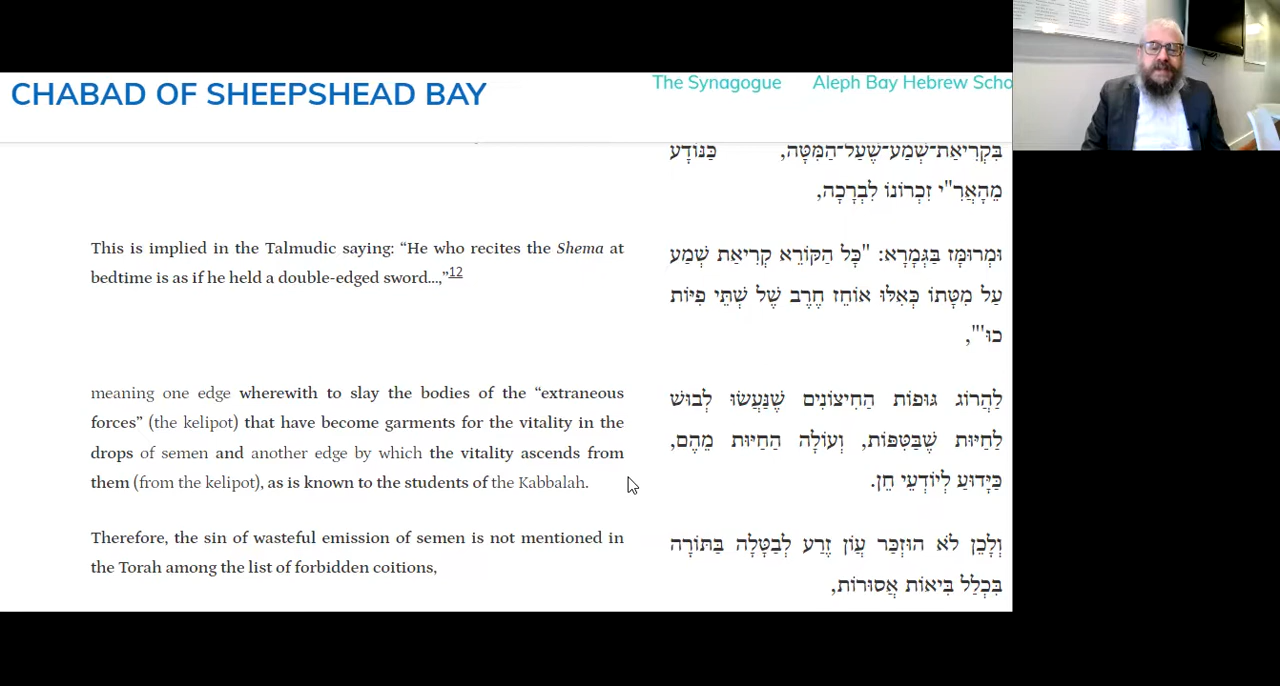 CHABAD OF SHEEPSHEAD BAY
The Synagogue
Aleph Bay Hebrew Scho
בִּקְרִיאַת־שְׁמַע־שֶׁעַל־הַמִּטָּה, כַּנּוֹדָע
מֵהָאֲרִ"י זִכְרוֹנוֹ לִבְרָכָה,
This is implied in the Talmudic saying: “He who recites the Shema at
bedtime is as if he held a double-edged sword...,”12
וּמְרוּמָּז בַּגְּמָרָא: "כָּל הַקּוֹרֵא קְרִיאַת שְׁמַע
עַל מִטָּתוֹ כְּאִלּוּ אוֹחֵז חֶרֶב שֶׁל שְׁתֵּי פִיּוֹת
כוּ'",
meaning one edge wherewith to slay the bodies of the “extraneous
forces” (the kelipot) that have become garments for the vitality in the
drops of semen and another edge by which the vitality ascends from
them (from the kelipot), as is known to the students of the Kabbalah.
לַהֲרוֹג גּוּפוֹת הַחִיצוֹנִים שֶׁנַּעֲשׂוּ לְבוּשׁ
לַחַיּוּת שֶׁבַּטִּפּוֹת, וְעוֹלֶה הַחַיּוּת מֵהֶם,
כַּיָּדוּעַ לְיוֹדְעֵי חֵן.
Therefore, the sin of wasteful emission of semen is not mentioned in
the Torah among the list of forbidden coitions,
וְלָכֵן לֹא הוּזְכַּר עֲוֹן זֶרַע לְבַטָּלָה בַּתּוֹרָה
בִּכְלַל בִּיאוֹת אֲסוּרוֹת,